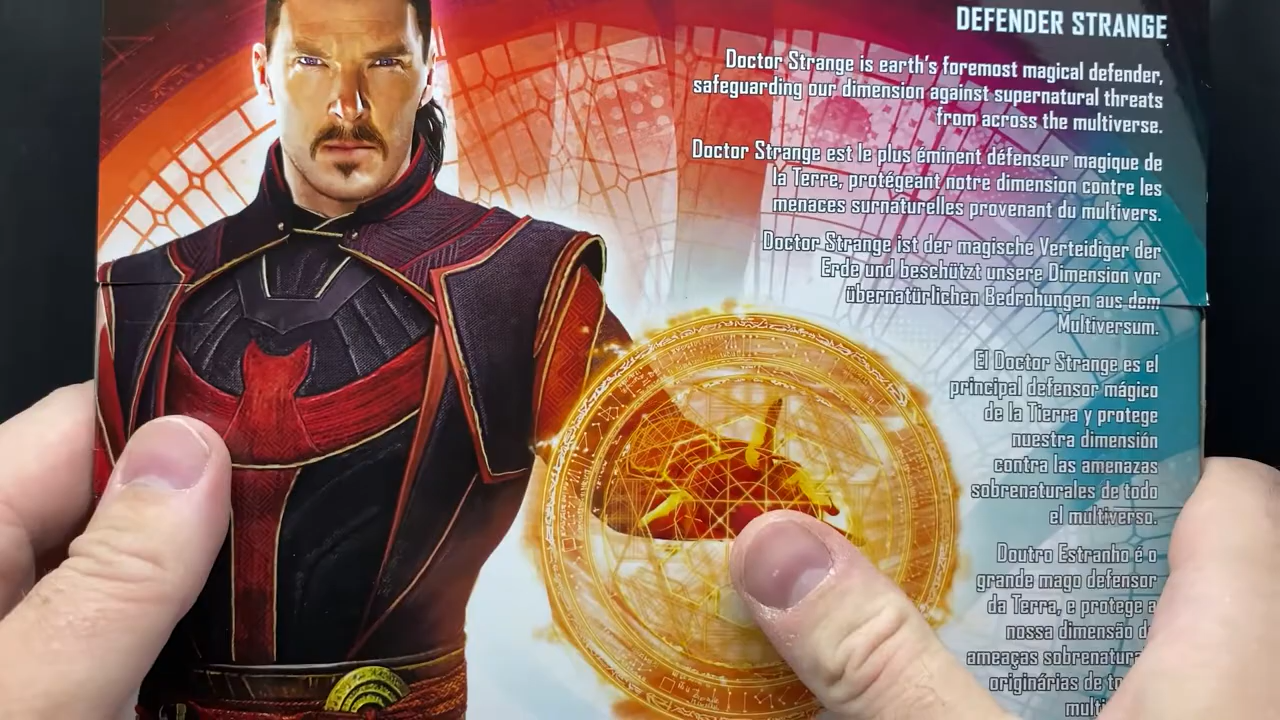 DEFENDER STRANGE
Doctor Strange is earth's foremost magical defender,
safeguarding our dimension against supernatural threats
from across the multiverse.
Doctor Strange est le plus éminent défenseur magique de
la Terre, protégeant notre dimension contre les
menaces surnaturelles provenant du multivers.
Doctor Strange ist der magische Verteidiger der
Erde und beschützt unsere Dimension vor
übernatürlichen Bedrohungen aus dem
Multiversum.
El Doctor Strange es el
principal defensor mágico
de la Tierra y protege
nuestra dimensión
contra las amenazas
sobrenaturales de todo
el multiverso.
Doutro Estranho é o
grande mago defensor
da Terra, e protege a
nossa dimensão
ameaças
originárias de